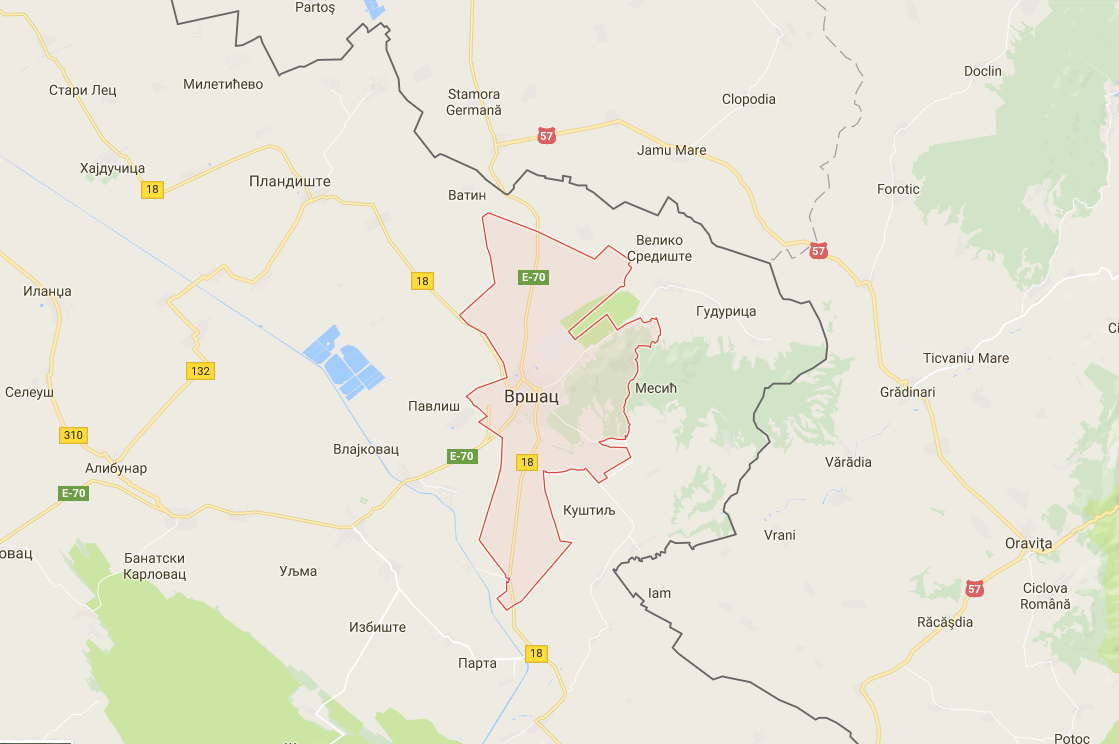 Partoș
Doclin
Милетићево
Стари Лец
Stamora
Germană
Clopodia
57
Jamu Mare
Хајдучица
Пландиште
18
Ватин
Forotic
Велико
Средиште
57
E-70
18
Иланџа
Гудурица
Ticvaniu Mare
132
Месић
Селеуш
Вршац
Grădinari
Павлиш
310
Влајковац
E-70
18
Алибунар
Vărădia
E-70
Куштиљ
Vrani
Oravița
овац
Банатски
Карловац
Уљма
57
Ciclova
Română
Iam
Răcășdia
Избиште
18
Парта
Potoc